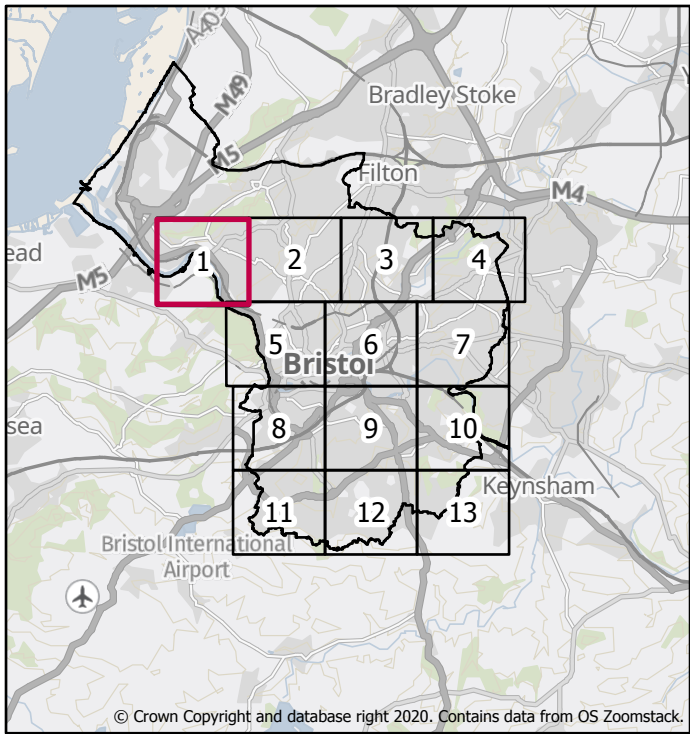 A403
M49
Bradley Stoke
M5
Filton
M4
ead
M5
1
2
3
4
5
6
7
Bristol
sea
8
9
10
Keynsham
11
12
13
Bristol International
Airport
© Crown Copyright and database right 2020. Contains data from OS Zoomstack.